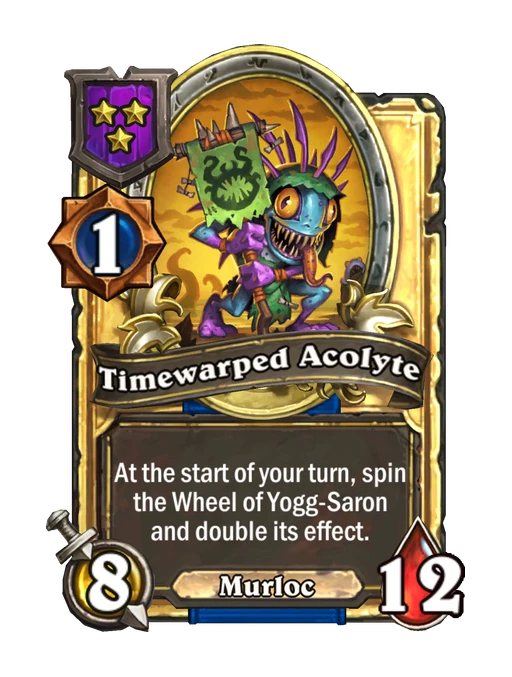 1
Timewarped Acolyte
At the start of your turn, spin
the Wheel of Yogg-Saron
and double its effect.
8
Murloc
12